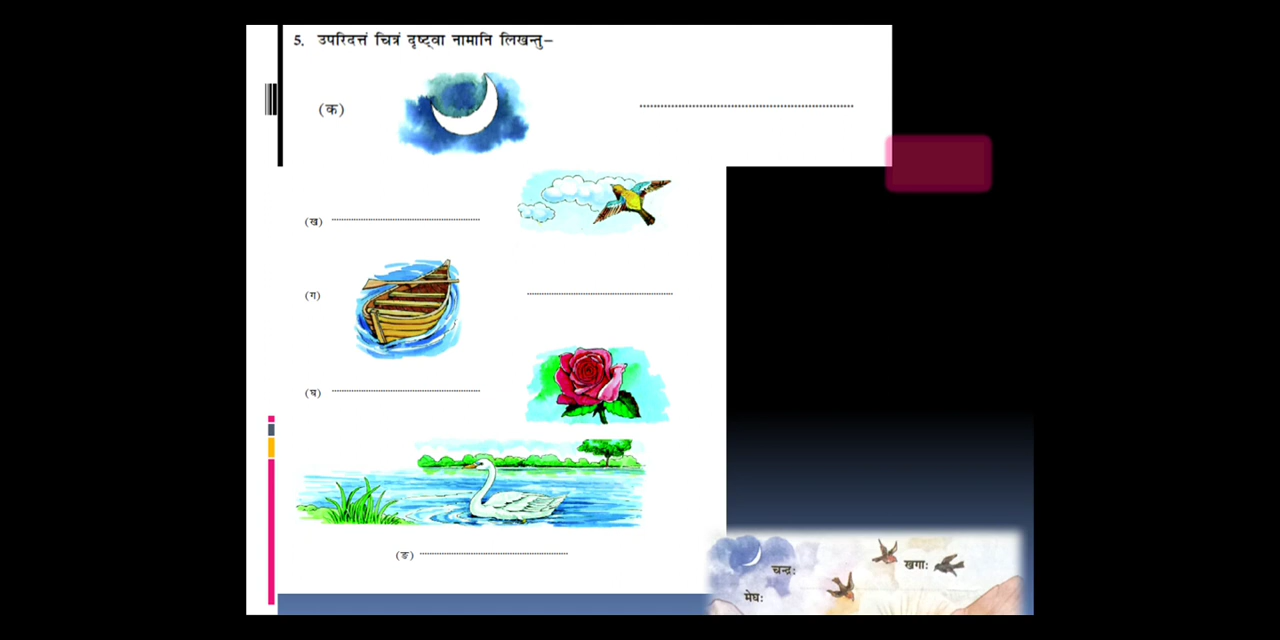 5. उपरिदत्तं चित्रं दृष्ट्वा नामानि लिखन्तु−
(क) ................................................................
(ख) ................................................................
(ग) ................................................................
(घ) ................................................................
(ङ) ................................................................
चन्द्रः खगाः
मेघः